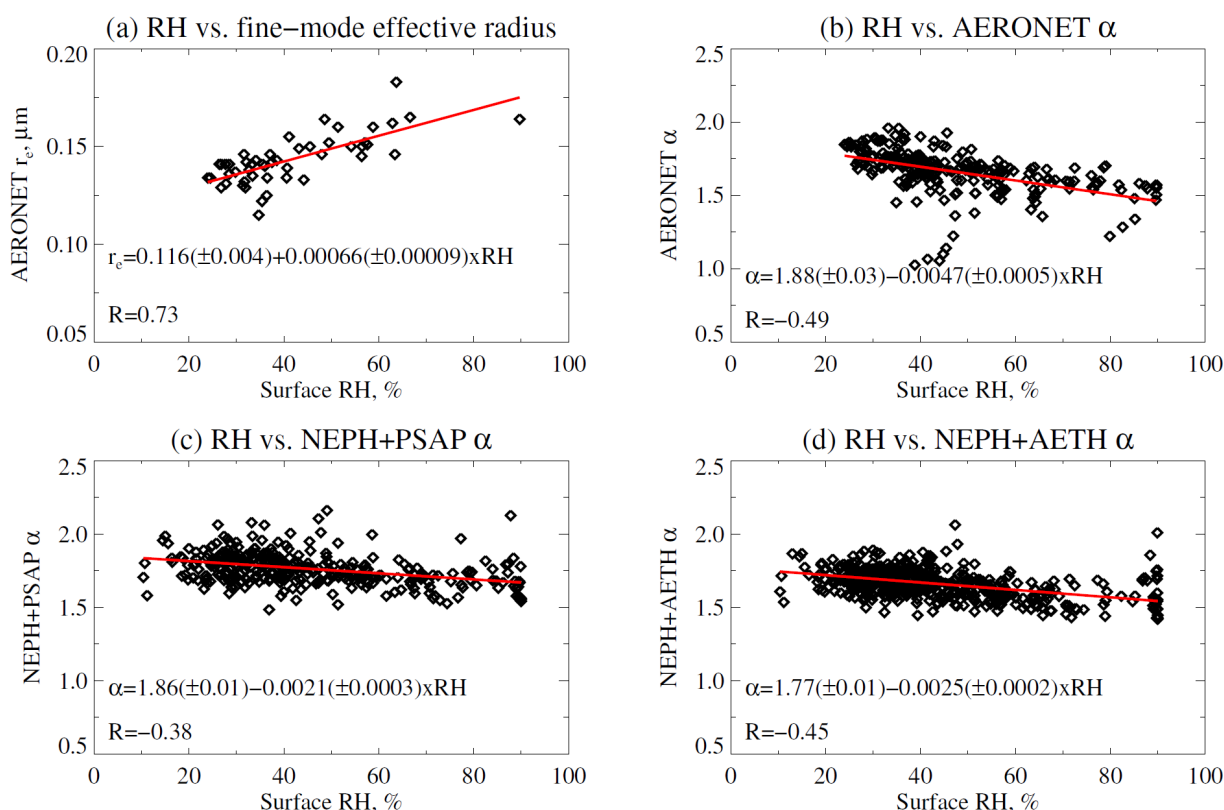 (a) RH vs. fine−mode effective radius
0.20
0.15
0.10
0.05
AERONET rₑ, µm
rₑ=0.116(±0.004)+0.00066(±0.00009)xRH
R=0.73
0 20 40 60 80 100
Surface RH, %
(b) RH vs. AERONET α
2.5
2.0
1.5
1.0
0.5
AERONET α
α=1.88(±0.03)−0.0047(±0.0005)xRH
R=−0.49
0 20 40 60 80 100
Surface RH, %
(c) RH vs. NEPH+PSAP α
2.5
2.0
1.5
1.0
0.5
NEPH+PSAP α
α=1.86(±0.01)−0.0021(±0.0003)xRH
R=−0.38
0 20 40 60 80 100
Surface RH, %
(d) RH vs. NEPH+AETH α
2.5
2.0
1.5
1.0
0.5
NEPH+AETH α
α=1.77(±0.01)−0.0025(±0.0002)xRH
R=−0.45
0 20 40 60 80 100
Surface RH, %